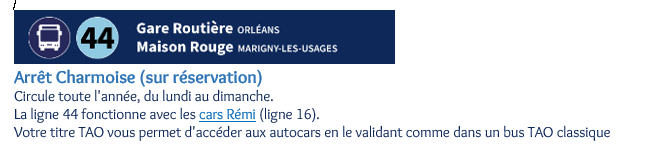 44
Gare Routière ORLÉANS
Maison Rouge MARIGNY-LES-USAGES
Arrêt Charmoise (sur réservation)
Circule toute l'année, du lundi au dimanche.
La ligne 44 fonctionne avec les cars Rémi (ligne 16).
Votre titre TAO vous permet d'accéder aux autocars en le validant comme dans un bus TAO classique